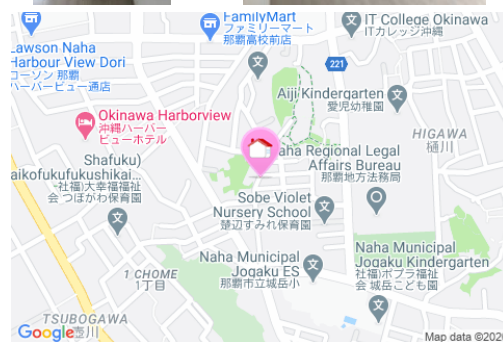 FamilyMart
ファミリーマート
那覇高校前店
IT College Okinawa
ITカレッジ沖縄
Lawson Naha
Harbour View Dori
ローソン 那覇
ハーバービュー通店
221
Aiji Kindergarten
愛児幼稚園
Okinawa Harborview
沖縄ハーバー
ビューホテル
HIGAWA
樋川
Naha Regional Legal
Affairs Bureau
那覇地方法務局
Shafuku)
aikofukufukushikai...
社福)大幸福福祉
会 つぼがわ保育園
Sobe Violet
Nursery School
楚辺すみれ保育園
Naha Municipal
Jogaku Kindergarten
社福)ポプラ福祉
会 城岳こども園
Naha Municipal
Jogaku ES
那覇市立城岳小
1 CHOME
1丁目
TSUBOGAWA
壺川
Google
Map data ©202